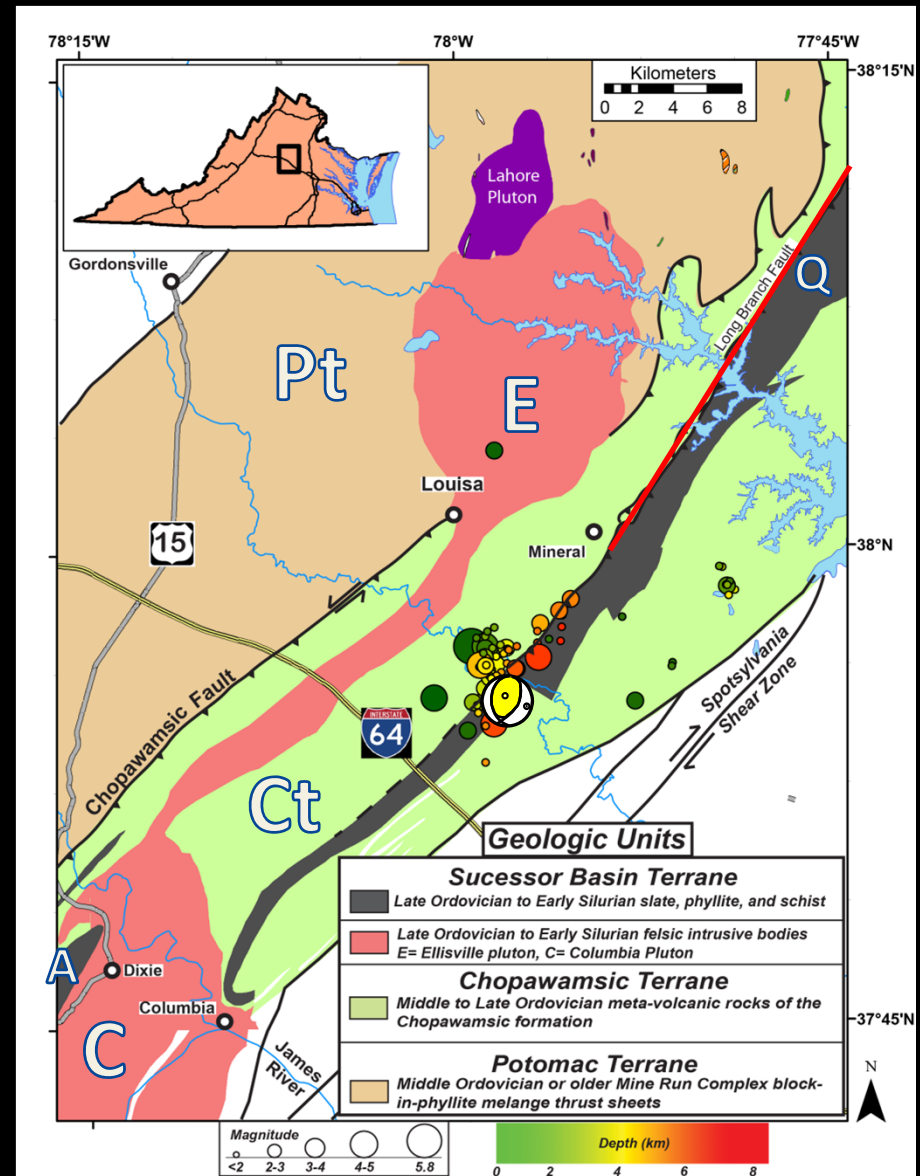 78°15'W
78°W
77°45'W
38°15'N
Kilometers
0 2 4 6 8
Lahore
Pluton
Gordonsville
Long Branch Fault
Q
Pt
E
Louisa
15
Mineral
38°N
Chopawamsic Fault
Spotsylvania
Shear Zone
INTERSTATE
64
Ct
A
Dixie
Columbia
C
James
River
37°45'N
Geologic Units
Sucessor Basin Terrane
Late Ordovician to Early Silurian slate, phyllite, and schist
Late Ordovician to Early Silurian felsic intrusive bodies
E= Ellisville pluton, C= Columbia Pluton
Chopawamsic Terrane
Middle to Late Ordovician meta-volcanic rocks of the
Chopawamsic formation
Potomac Terrane
Middle Ordovician or older Mine Run Complex block-
in-phyllite melange thrust sheets
N
Magnitude
<2 2-3 3-4 4-5 5.8
Depth (km)
0 2 4 6 8